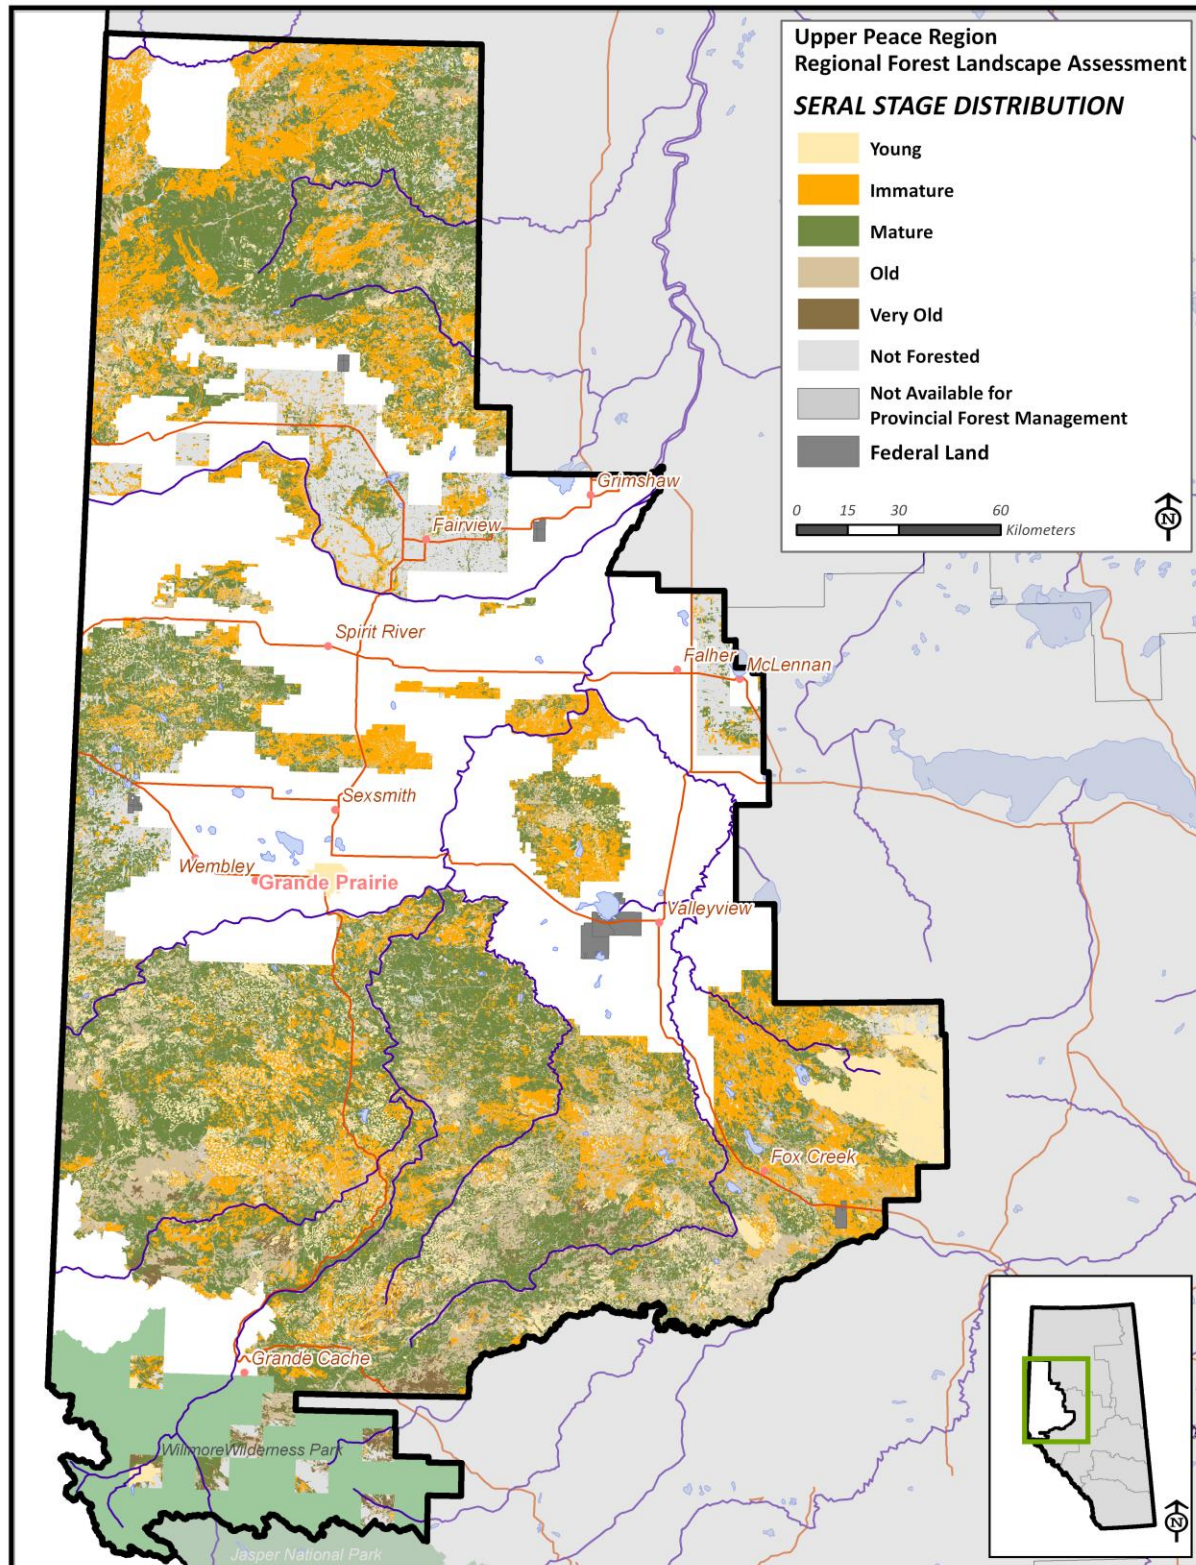 Upper Peace Region
Regional Forest Landscape Assessment
SERAL STAGE DISTRIBUTION
Young
Immature
Mature
Old
Very Old
Not Forested
Not Available for
Provincial Forest Management
Federal Land
0 15 30 60
Kilometers
N
Grimshaw
Fairview
Spirit River
Falher
McLennan
Sexsmith
Wembley
Grande Prairie
Valleyview
Fox Creek
Grande Cache
WillmoreWilderness Park
Jasper National Park
N